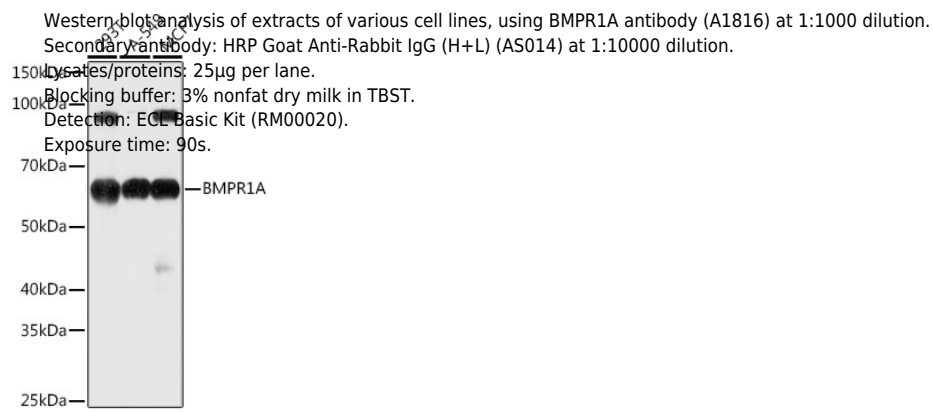 Western blot analysis of extracts of various cell lines, using BMPR1A antibody (A1816) at 1:1000 dilution.
Secondary antibody: HRP Goat Anti-Rabbit IgG (H+L) (AS014) at 1:10000 dilution.
Lysates/proteins: 25μg per lane.
Blocking buffer: 3% nonfat dry milk in TBST.
Detection: ECL Basic Kit (RM00020).
Exposure time: 90s.
293T
A-549
MCF7
150kDa
100kDa
70kDa
BMPR1A
50kDa
40kDa
35kDa
25kDa